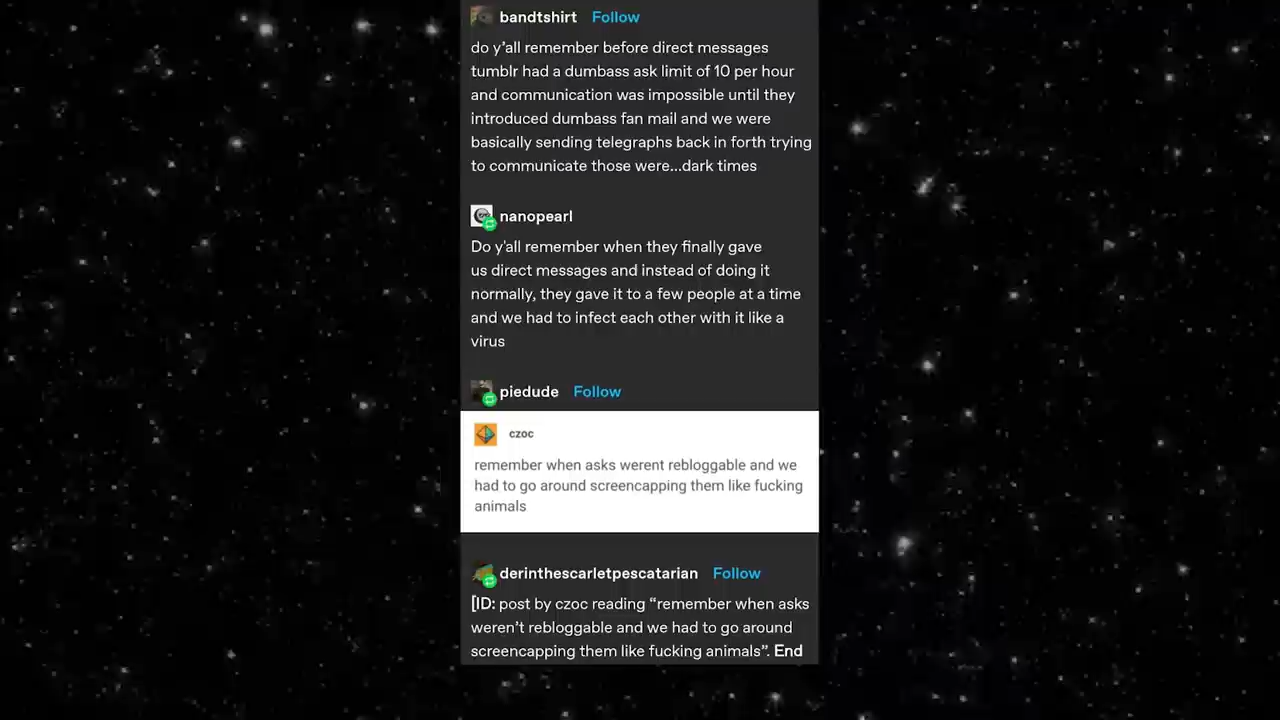 bandtshirt Follow
do y’all remember before direct messages
tumblr had a dumbass ask limit of 10 per hour
and communication was impossible until they
introduced dumbass fan mail and we were
basically sending telegraphs back in forth trying
to communicate those were...dark times
nanopearl
Do y'all remember when they finally gave
us direct messages and instead of doing it
normally, they gave it to a few people at a time
and we had to infect each other with it like a
virus
piedude Follow
czoc
remember when asks werent rebloggable and we
had to go around screencapping them like fucking
animals
derinthescarletpescatarian Follow
[ID: post by czoc reading “remember when asks
weren’t rebloggable and we had to go around
screencapping them like fucking animals”. End